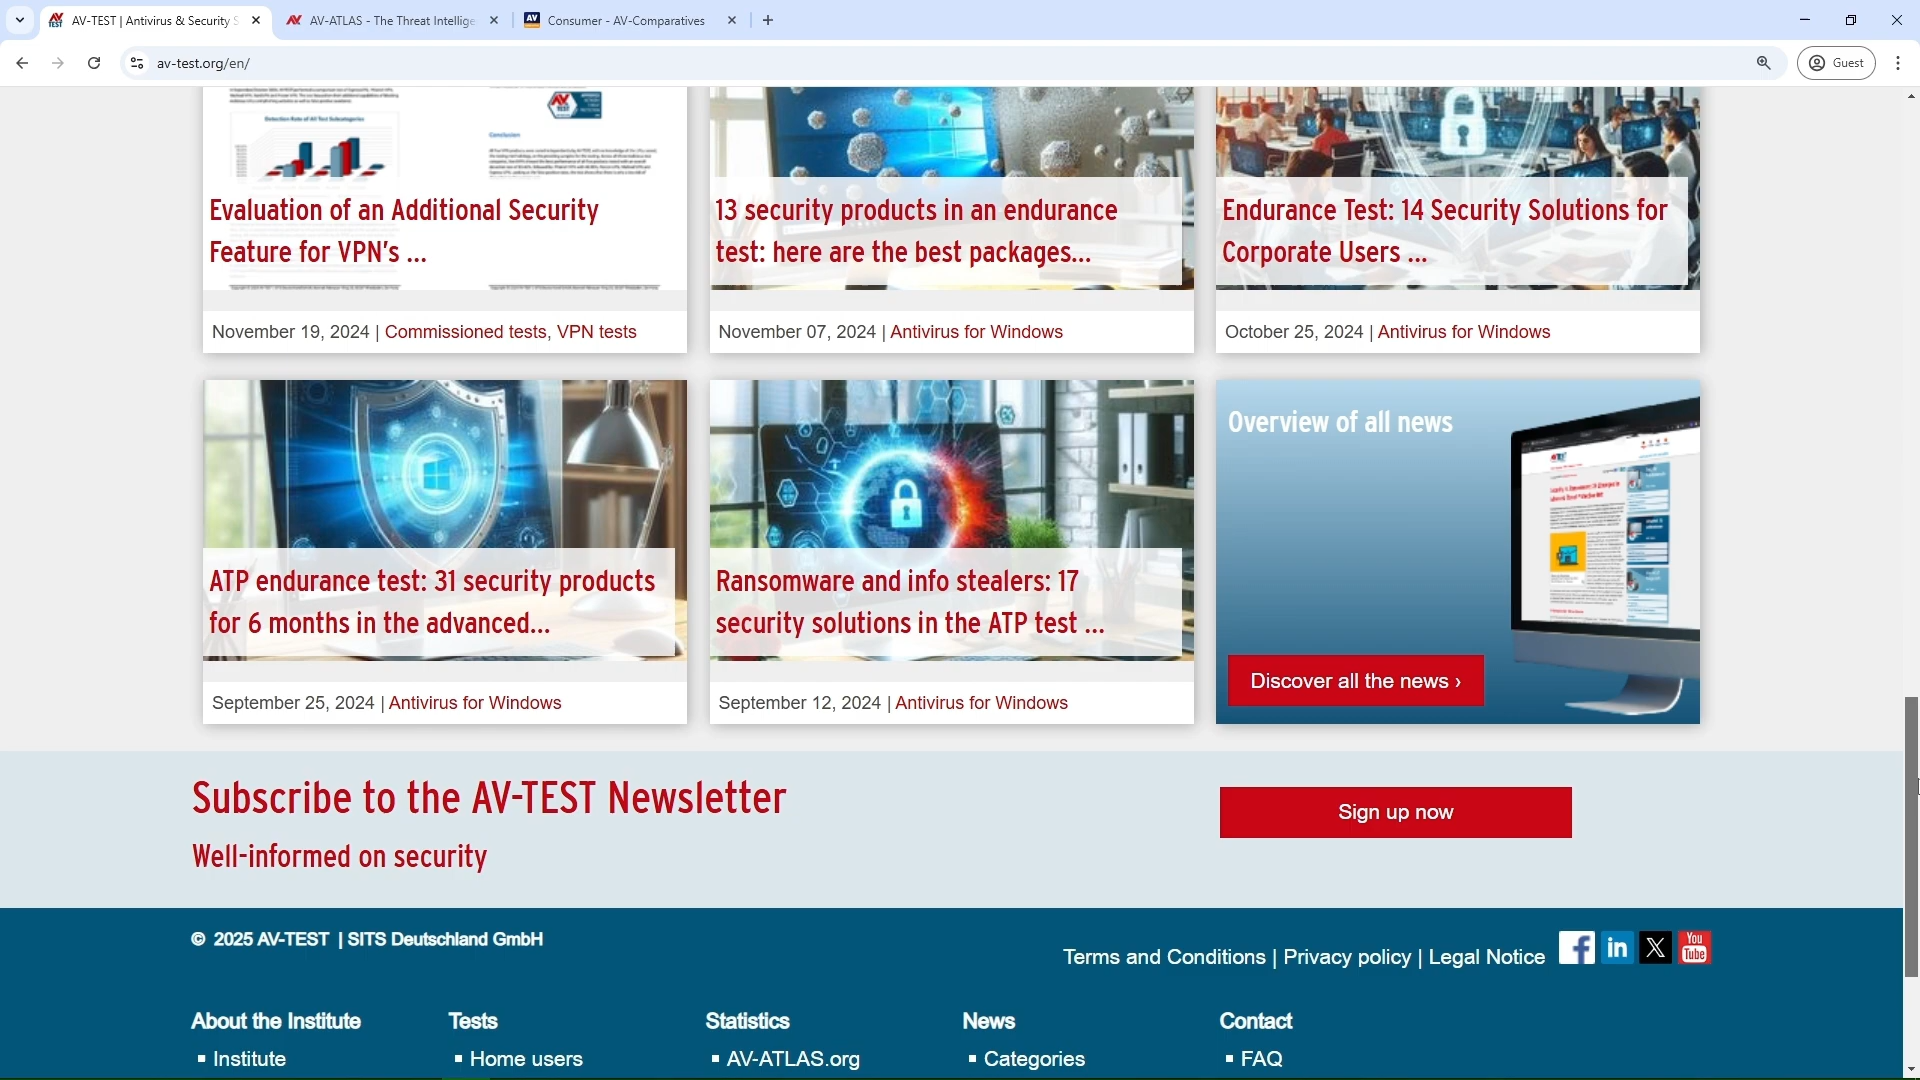 AV-TEST | Antivirus & Security S
AV-ATLAS - The Threat Intellige
Consumer - AV-Comparatives
av-test.org/en/
Guest
Detection Rate of AV Test Subcategories
Conclusion
Evaluation of an Additional Security
Feature for VPN's ...
November 19, 2024 | Commissioned tests, VPN tests
13 security products in an endurance
test: here are the best packages...
November 07, 2024 | Antivirus for Windows
Endurance Test: 14 Security Solutions for
Corporate Users ...
October 25, 2024 | Antivirus for Windows
ATP endurance test: 31 security products
for 6 months in the advanced...
September 25, 2024 | Antivirus for Windows
Ransomware and info stealers: 17
security solutions in the ATP test ...
September 12, 2024 | Antivirus for Windows
Overview of all news
Discover all the news ›
Subscribe to the AV-TEST Newsletter
Well-informed on security
Sign up now
© 2025 AV-TEST | SITS Deutschland GmbH
Terms and Conditions | Privacy policy | Legal Notice
About the Institute
Tests
Statistics
News
Contact
▪ Institute
▪ Home users
▪ AV-ATLAS.org
▪ Categories
▪ FAQ